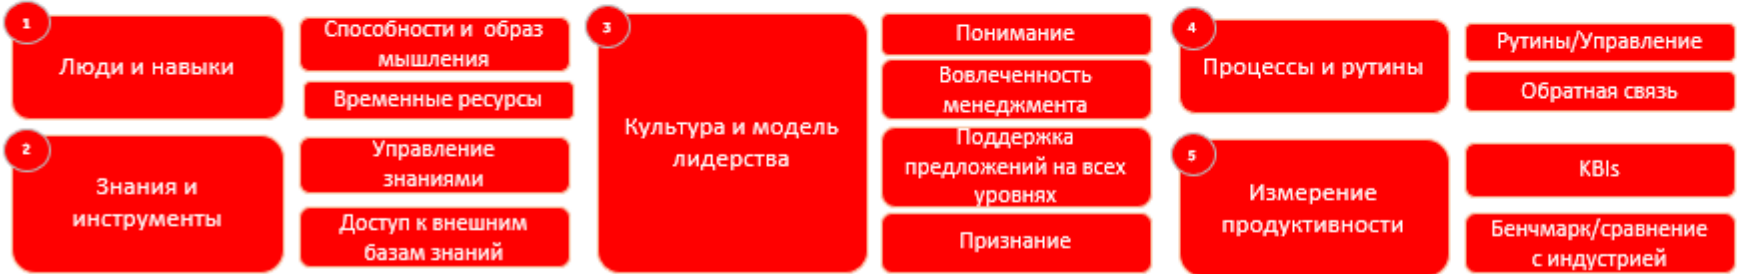 1
Люди и навыки
Способности и образ
мышления
Временные ресурсы
2
Знания и
инструменты
Управление
знаниями
Доступ к внешним
базам знаний
3
Культура и модель
лидерства
Понимание
Вовлеченность
менеджмента
Поддержка
предложений на всех
уровнях
Признание
4
Процессы и рутины
Рутины/Управление
Обратная связь
5
Измерение
продуктивности
KBIs
Бенчмарк/сравнение
с индустрией